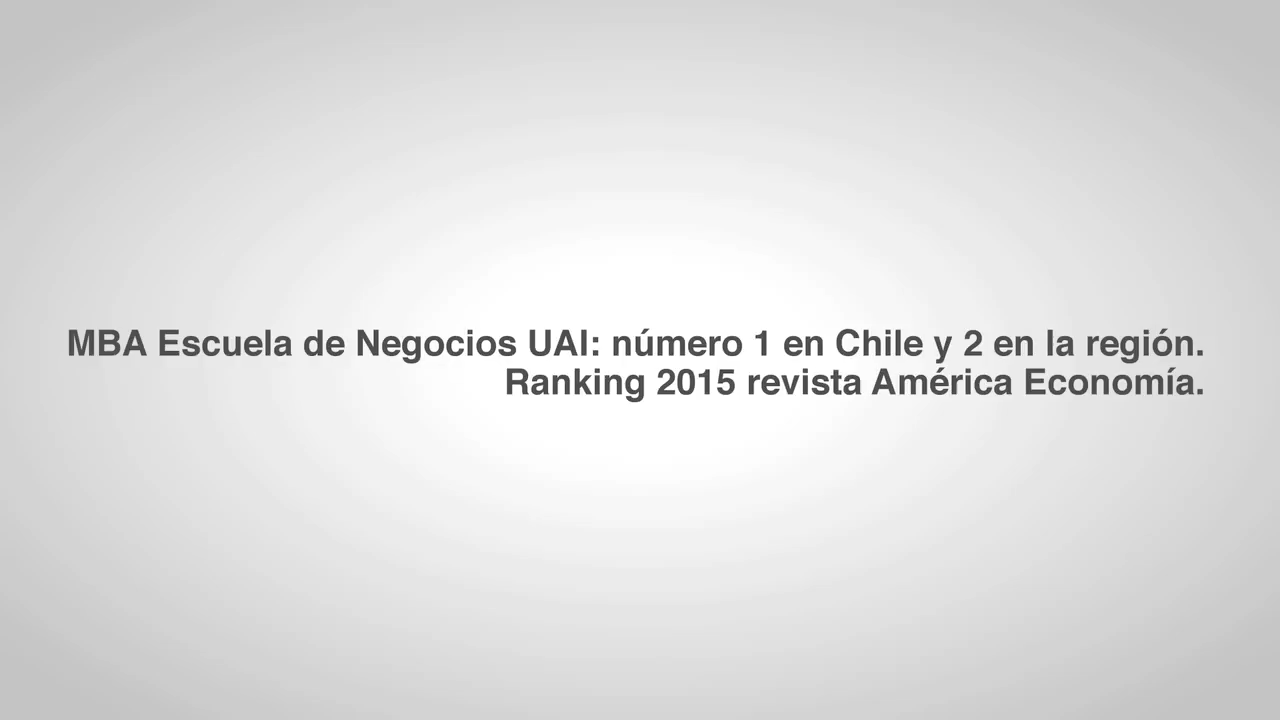 MBA Escuela de Negocios UAI: número 1 en Chile y 2 en la región.
Ranking 2015 revista América Economía.